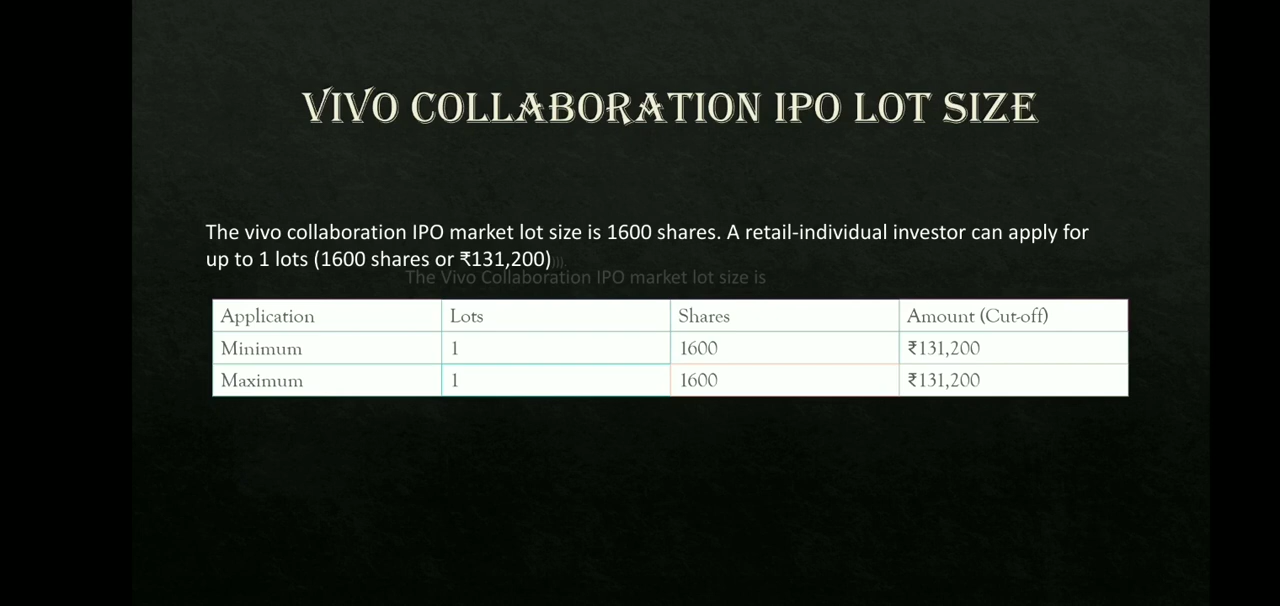 VIVO COLLABORATION IPO LOT SIZE
The vivo collaboration IPO market lot size is 1600 shares. A retail-individual investor can apply for
up to 1 lots (1600 shares or ₹131,200)
The Vivo Collaboration IPO market lot size is
Application Lots Shares Amount (Cut-off)
Minimum 1 1600 ₹131,200
Maximum 1 1600 ₹131,200